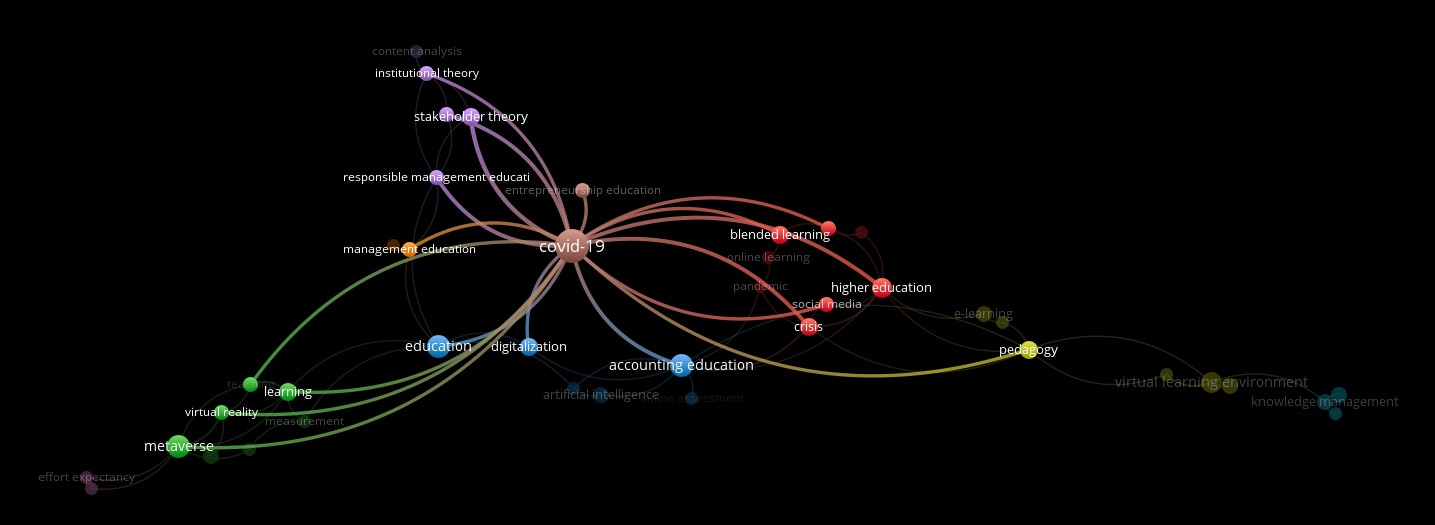 content analysis
institutional theory
stakeholder theory
responsible management educati
entrepreneurship education
blended learning
covid-19
management education
online learning
pandemic
higher education
social media
e-learning
crisis
education
digitalization
pedagogy
accounting education
virtual learning environment
learning
artificial intelligence
knowledge management
virtual reality
measurement
metaverse
effort expectancy